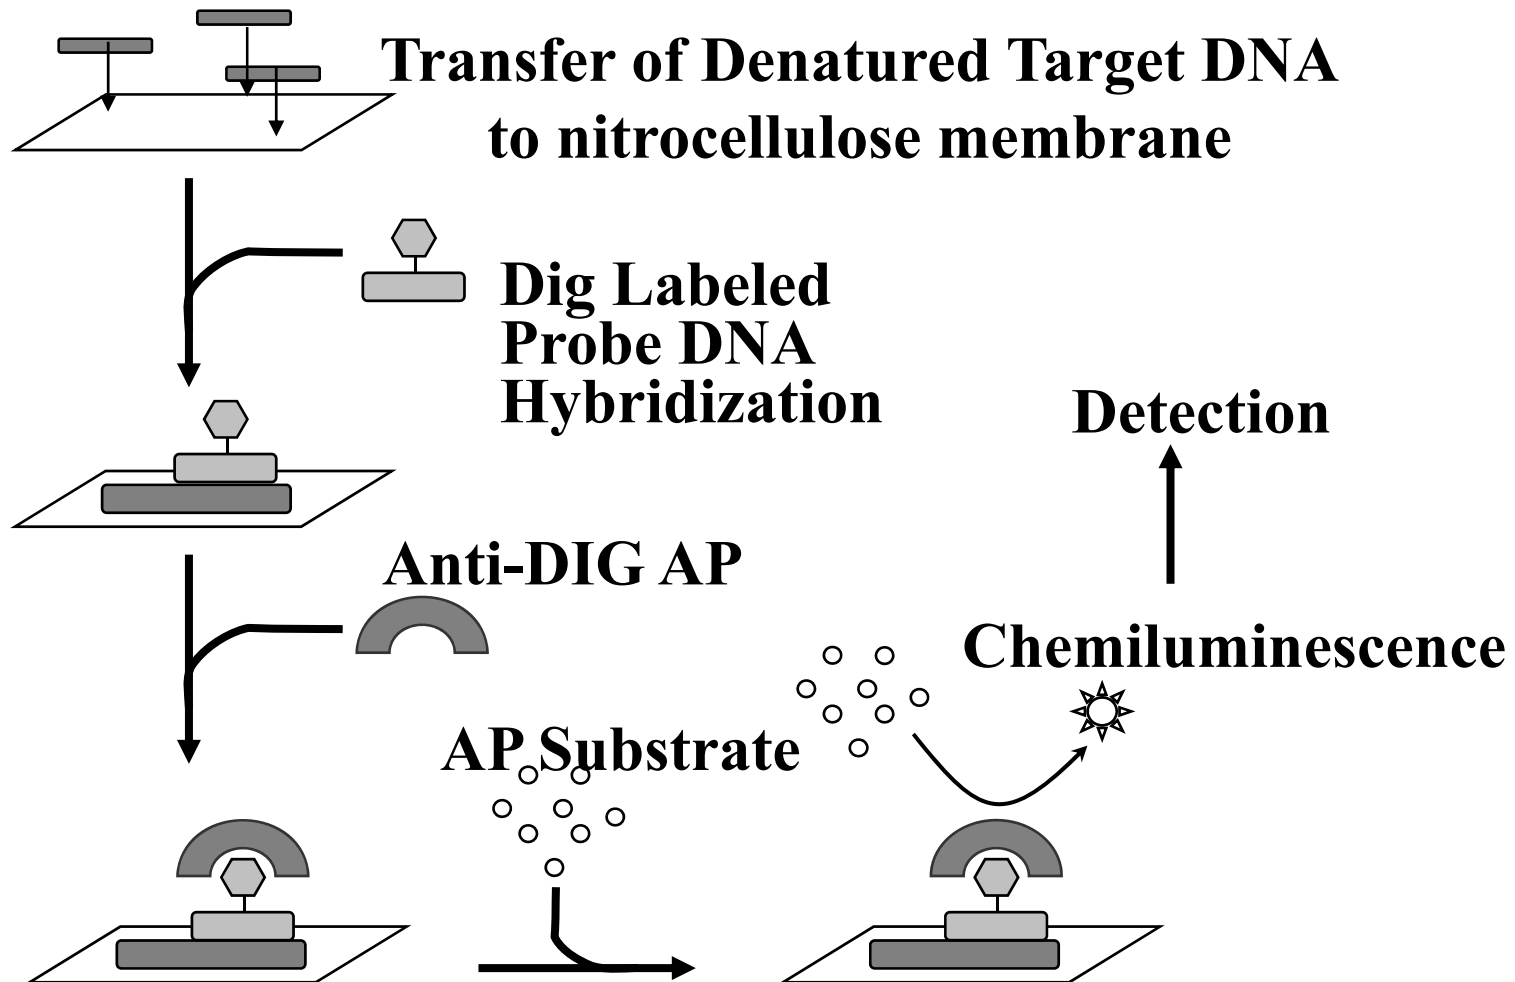 Transfer of Denatured Target DNA
to nitrocellulose membrane
Dig Labeled
Probe DNA
Hybridization
Detection
Anti-DIG AP
Chemiluminescence
AP Substrate